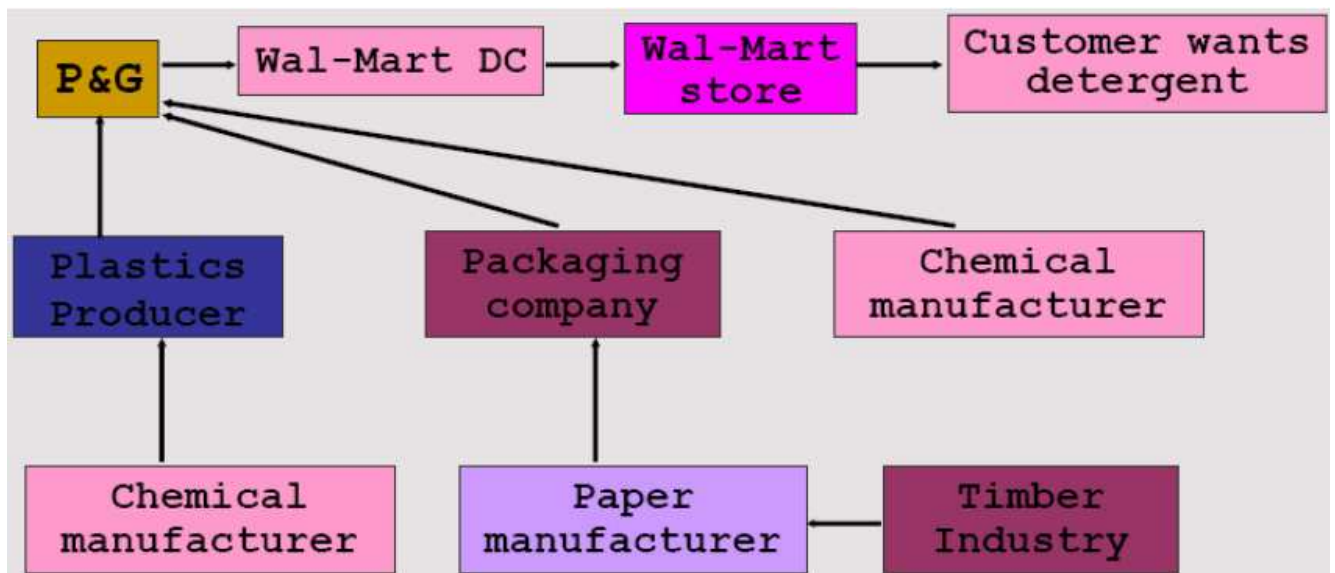 P&G
Wal-Mart DC
Wal-Mart
store
Customer wants
detergent
Plastics
Producer
Packaging
company
Chemical
manufacturer
Chemical
manufacturer
Paper
manufacturer
Timber
Industry